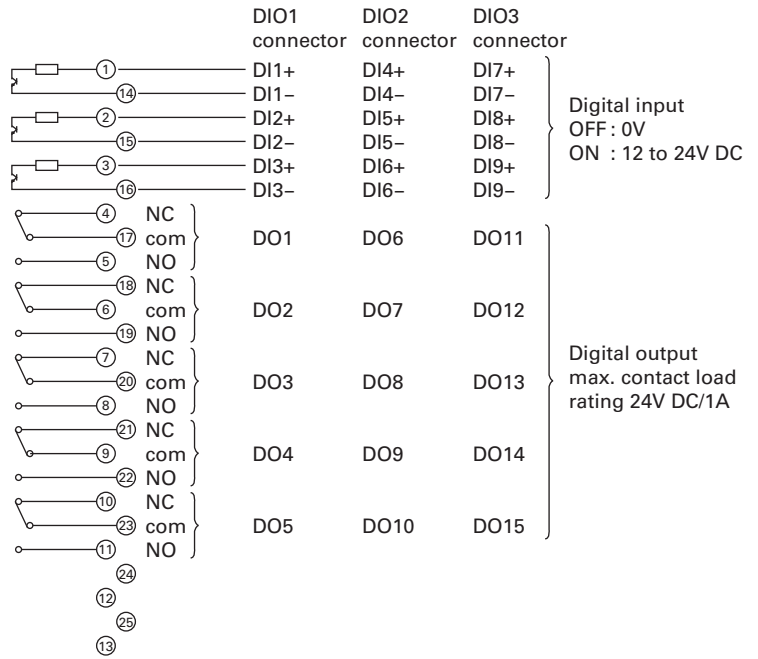 DIO1 DIO2 DIO3
connector connector connector
1 DI1+ DI4+ DI7+
14 DI1− DI4− DI7−
2 DI2+ DI5+ DI8+
15 DI2− DI5− DI8−
3 DI3+ DI6+ DI9+
16 DI3− DI6− DI9−
Digital input
OFF : 0V
ON : 12 to 24V DC
4 NC
17 com DO1 DO6 DO11
5 NO
18 NC
6 com DO2 DO7 DO12
19 NO
7 NC
20 com DO3 DO8 DO13
8 NO
21 NC
9 com DO4 DO9 DO14
22 NO
10 NC
23 com DO5 DO10 DO15
11 NO
Digital output
max. contact load
rating 24V DC/1A
24
12
25
13